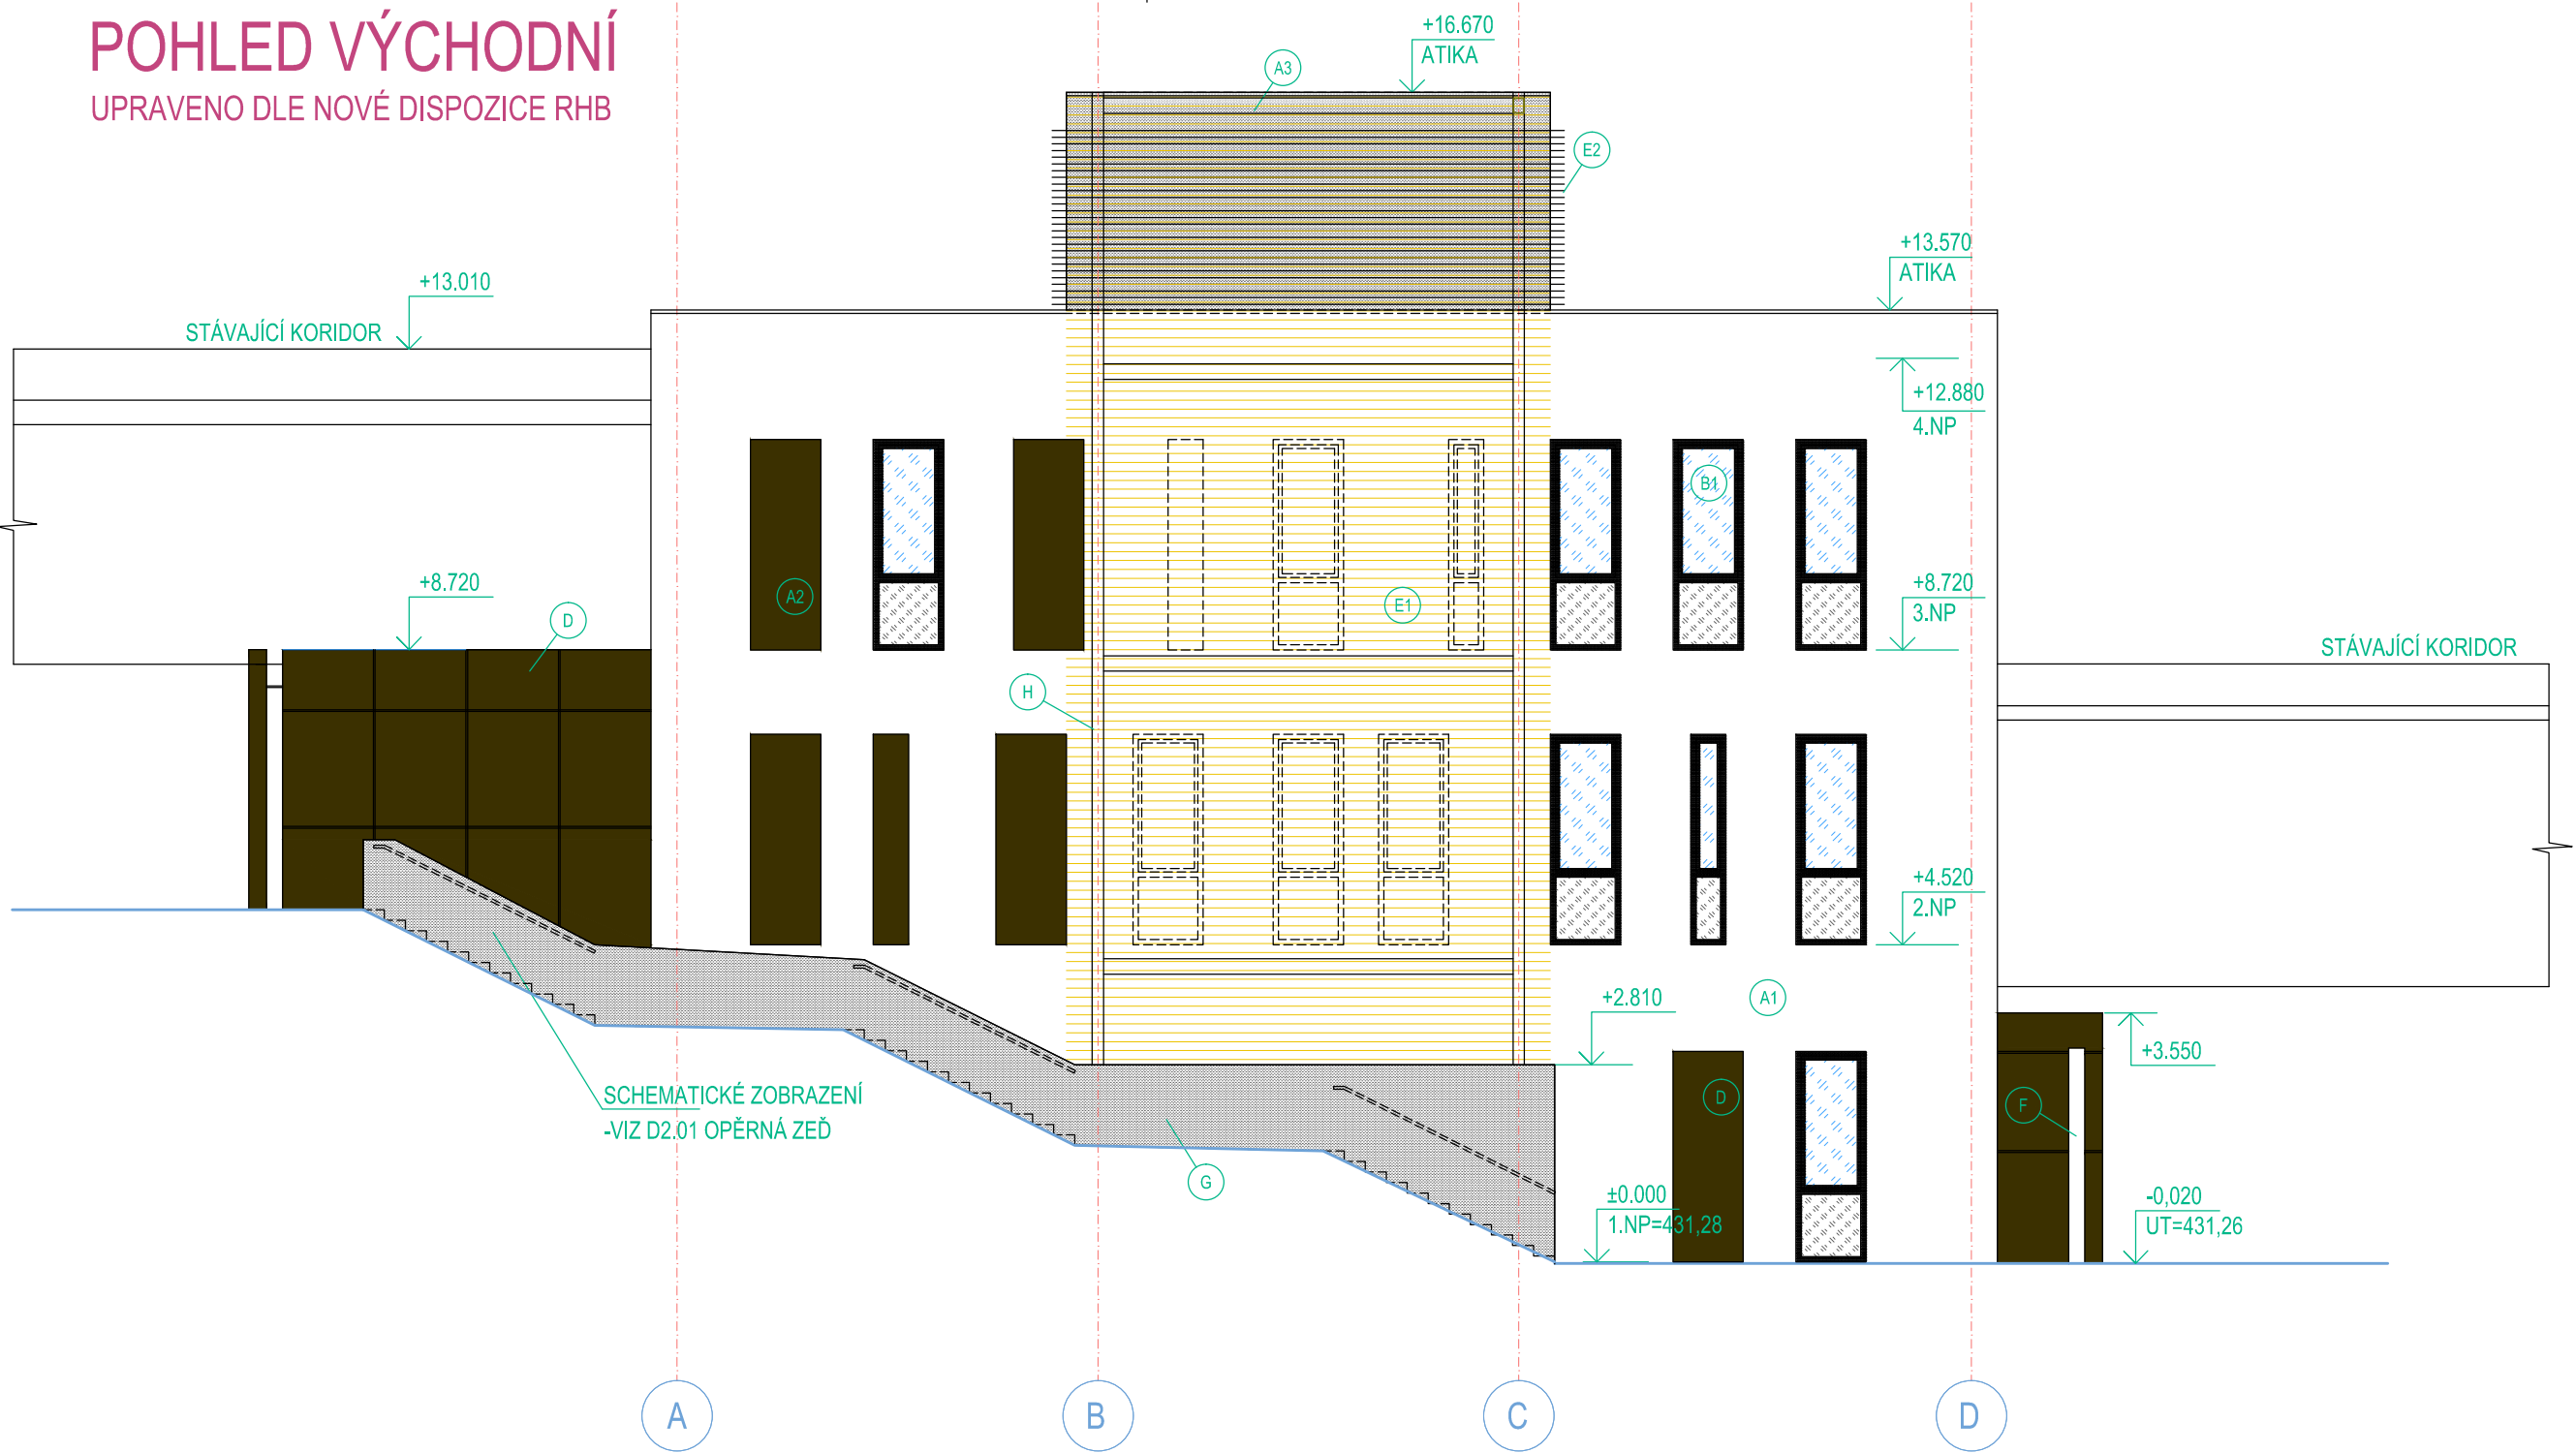 POHLED VÝCHODNÍ
UPRAVENO DLE NOVÉ DISPOZICE RHB
+16.670
ATIKA
A3
E2
+13.570
ATIKA
+13.010
STÁVAJÍCÍ KORIDOR
+12.880
4.NP
B1
+8.720
D
A2
E1
+8.720
3.NP
STÁVAJÍCÍ KORIDOR
H
+4.520
2.NP
+2.810
A1
+3.550
SCHEMATICKÉ ZOBRAZENÍ
-VIZ D2.01 OPĚRNÁ ZEĎ
D
F
G
±0.000
1.NP=431,28
-0,020
UT=431,26
A
B
C
D